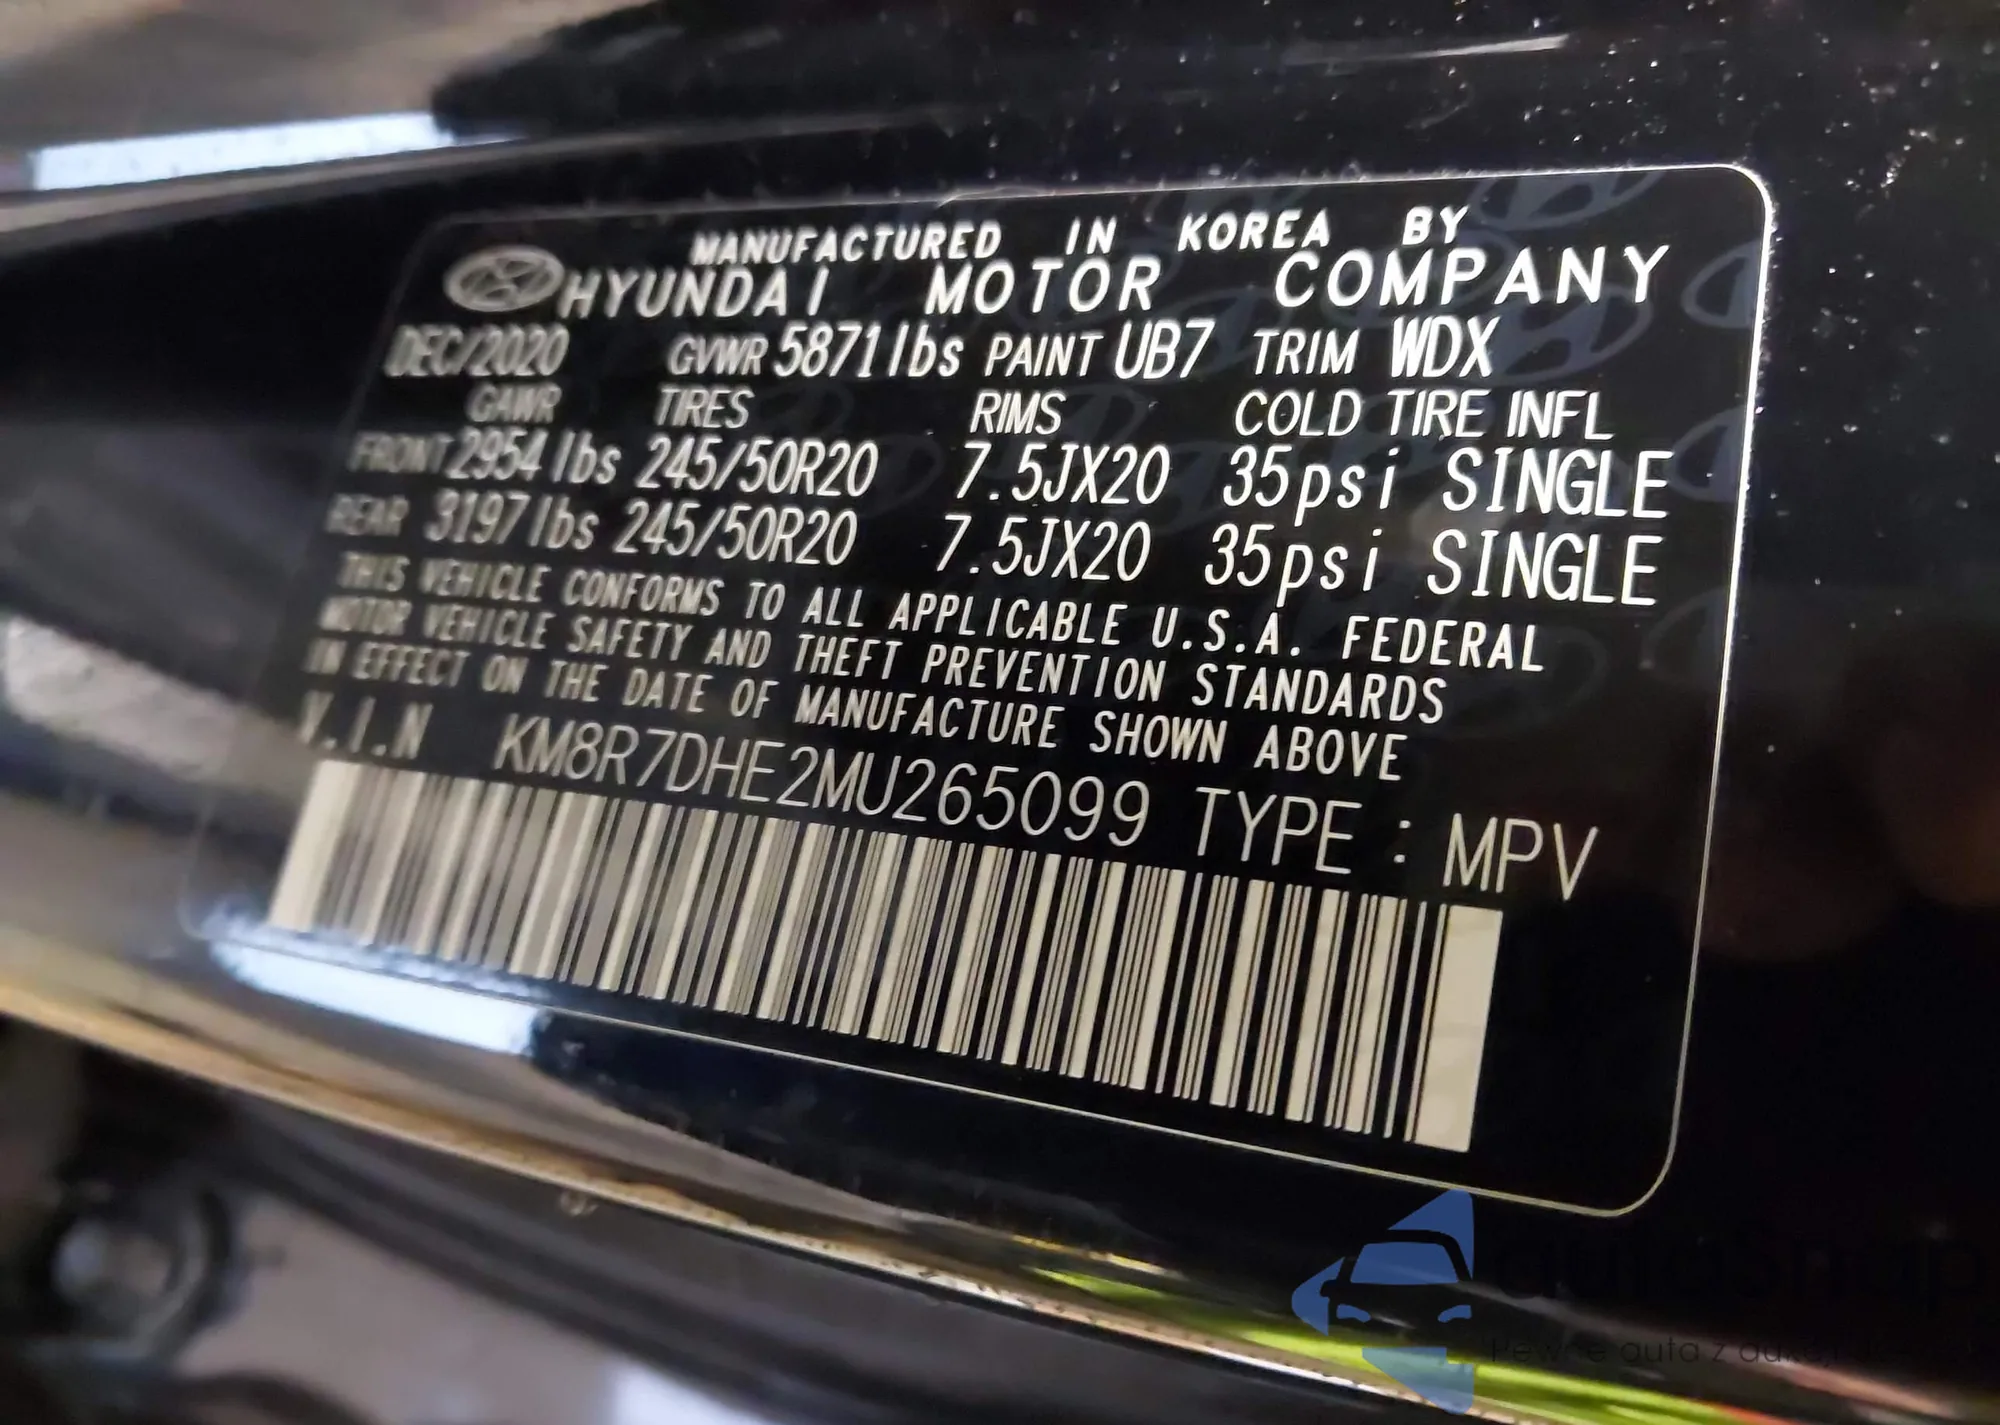 MANUFACTURED IN KOREA BY
HYUNDAI MOTOR COMPANY
DEC/2020 GVWR 5871lbs PAINT UB7 TRIM WDX
GAWR TIRES RIMS COLD TIRE INFL
FRONT 2954lbs 245/50R20 7.5JX20 35psi SINGLE
REAR 3197lbs 245/50R20 7.5JX20 35psi SINGLE
THIS VEHICLE CONFORMS TO ALL APPLICABLE U.S.A. FEDERAL
MOTOR VEHICLE SAFETY AND THEFT PREVENTION STANDARDS
IN EFFECT ON THE DATE OF MANUFACTURE SHOWN ABOVE
V.I.N KM8R7DHE2MU265099 TYPE : MPV
Pewne auta z aukcji